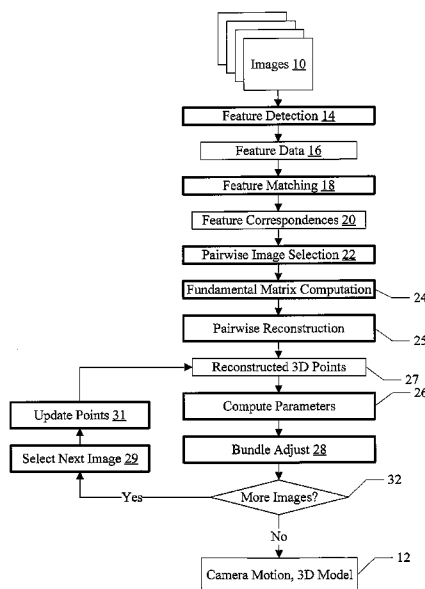 Images 10
Feature Detection 14
Feature Data 16
Feature Matching 18
Feature Correspondences 20
Pairwise Image Selection 22
Fundamental Matrix Computation
24
Pairwise Reconstruction
25
Reconstructed 3D Points
27
Update Points 31
Compute Parameters
26
Select Next Image 29
Bundle Adjust 28
Yes
More Images?
32
No
Camera Motion, 3D Model
12